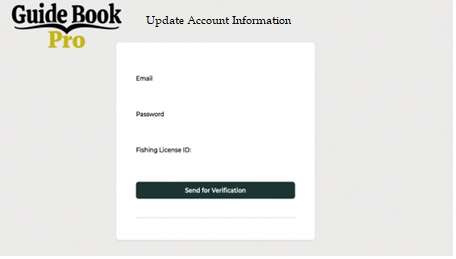 Guide Book
Pro
Update Account Information
Email
Password
Fishing License ID:
Send for Verification